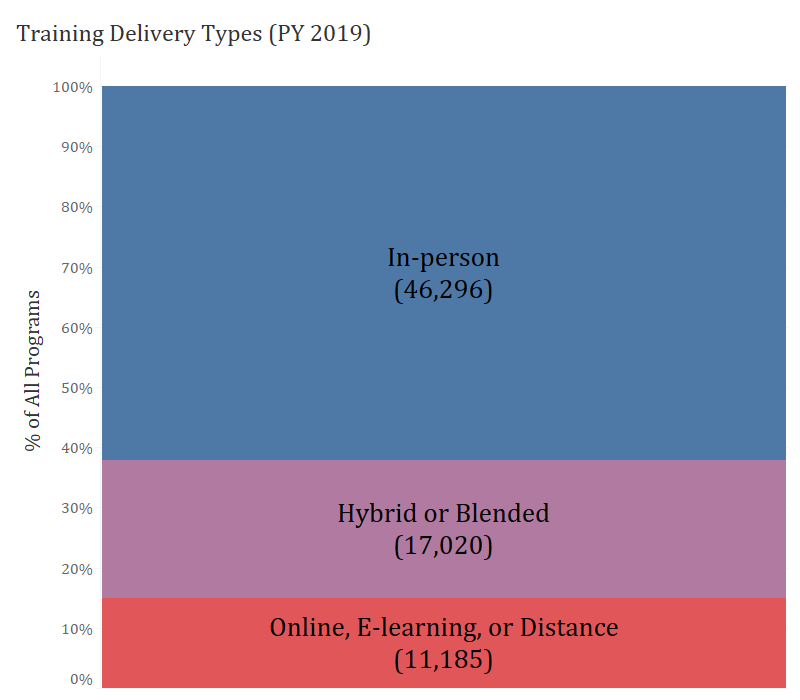 Training Delivery Types (PY 2019)
% of All Programs
100%
90%
80%
70%
60%
50%
40%
30%
20%
10%
0%
In-person
(46,296)
Hybrid or Blended
(17,020)
Online, E-learning, or Distance
(11,185)